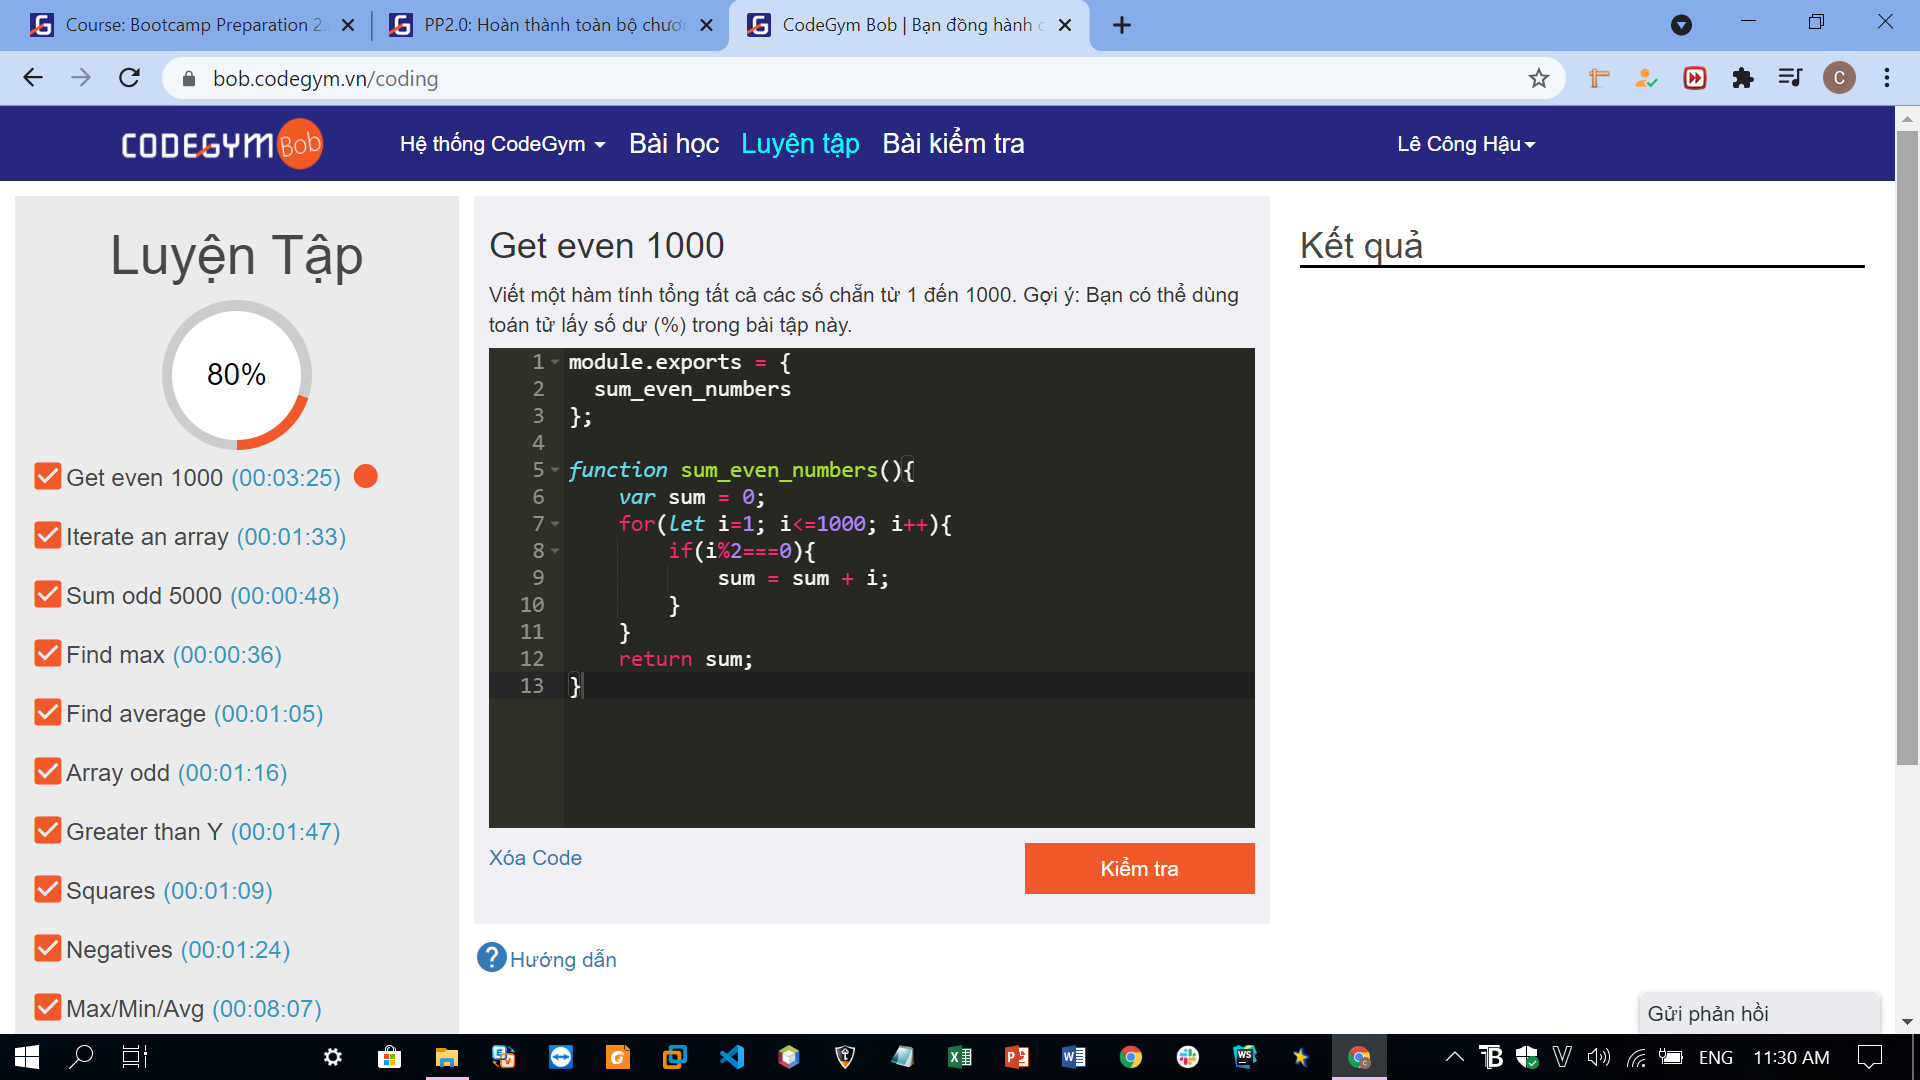 Course: Bootcamp Preparation 2.
PP2.0: Hoàn thành toàn bộ chươn
CodeGym Bob | Bạn đồng hành c
bob.codegym.vn/coding
C
CODEGYM Bob
Hệ thống CodeGym
Bài học
Luyện tập
Bài kiểm tra
Lê Công Hậu
Luyện Tập
80%
Get even 1000 (00:03:25)
Iterate an array (00:01:33)
Sum odd 5000 (00:00:48)
Find max (00:00:36)
Find average (00:01:05)
Array odd (00:01:16)
Greater than Y (00:01:47)
Squares (00:01:09)
Negatives (00:01:24)
Max/Min/Avg (00:08:07)
Get even 1000
Viết một hàm tính tổng tất cả các số chẵn từ 1 đến 1000. Gợi ý: Bạn có thể dùng
toán tử lấy số dư (%) trong bài tập này.
1 module.exports = {
2 sum_even_numbers
3 };
4
5 function sum_even_numbers(){
6 var sum = 0;
7 for(let i=1; i<=1000; i++){
8 if(i%2===0){
9 sum = sum + i;
10 }
11 }
12 return sum;
13 }
Xóa Code
Kiểm tra
? Hướng dẫn
Kết quả
Gửi phản hồi
ENG
11:30 AM